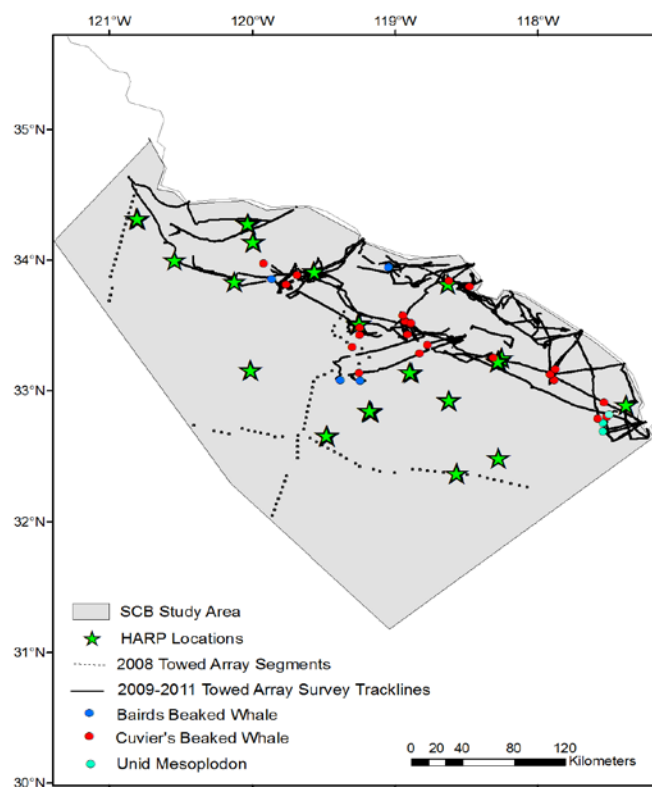 121°W 120°W 119°W 118°W
35°N
34°N
33°N
32°N
31°N
30°N
SCB Study Area
HARP Locations
2008 Towed Array Segments
2009-2011 Towed Array Survey Tracklines
Bairds Beaked Whale
Cuvier's Beaked Whale
Unid Mesoplodon
0 20 40 80 120
Kilometers